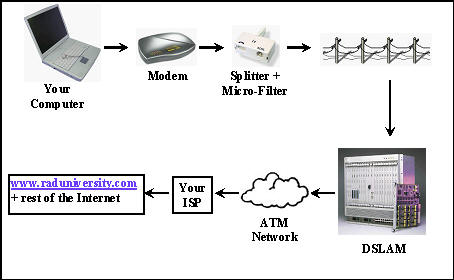 Your
Computer
Modem
Splitter +
Micro-Filter
DSLAM
ATM
Network
Your
ISP
www.raduniversity.com
+ rest of the Internet